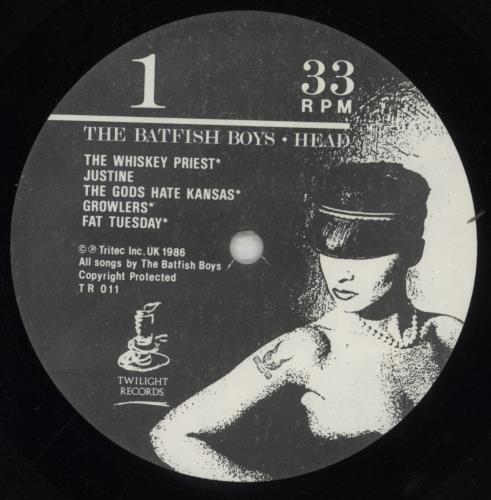 1
33
RPM
THE BATFISH BOYS • HEAD
THE WHISKEY PRIEST*
JUSTINE
THE GODS HATE KANSAS*
GROWLERS*
FAT TUESDAY*
© ℗ Tritec Inc. UK 1986
All songs by The Batfish Boys
Copyright Protected
TR 011
TWILIGHT
RECORDS